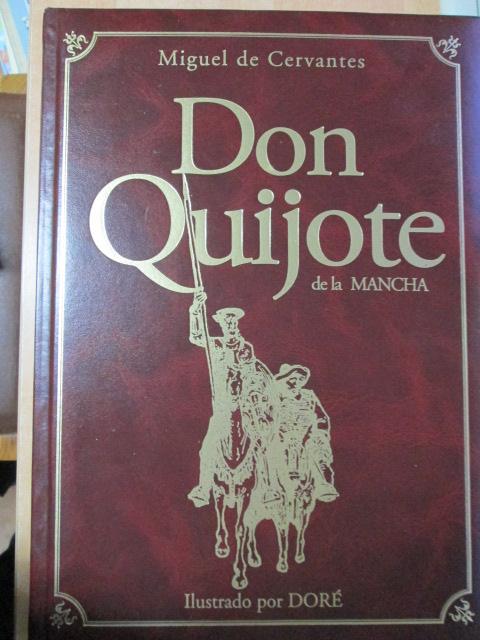 Miguel de Cervantes
Don
Quijote
de la MANCHA
Ilustrado por DORÉ